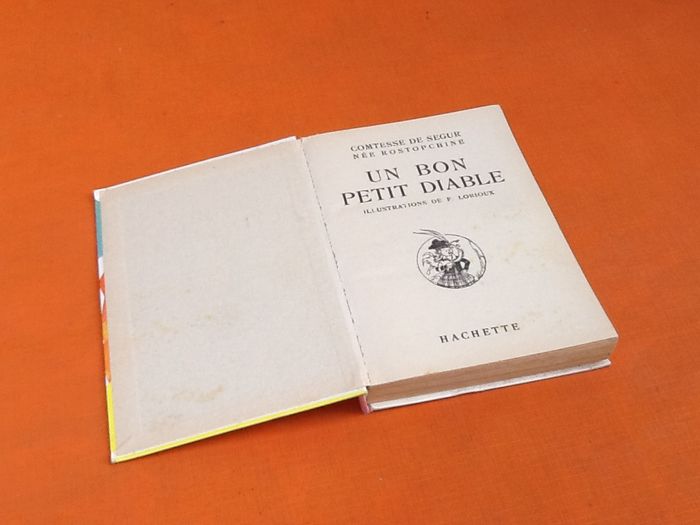 COMTESSE DE SEGUR
NÉE ROSTOPCHINE
UN BON
PETIT DIABLE
ILLUSTRATIONS DE F. LORIOUX
HACHETTE